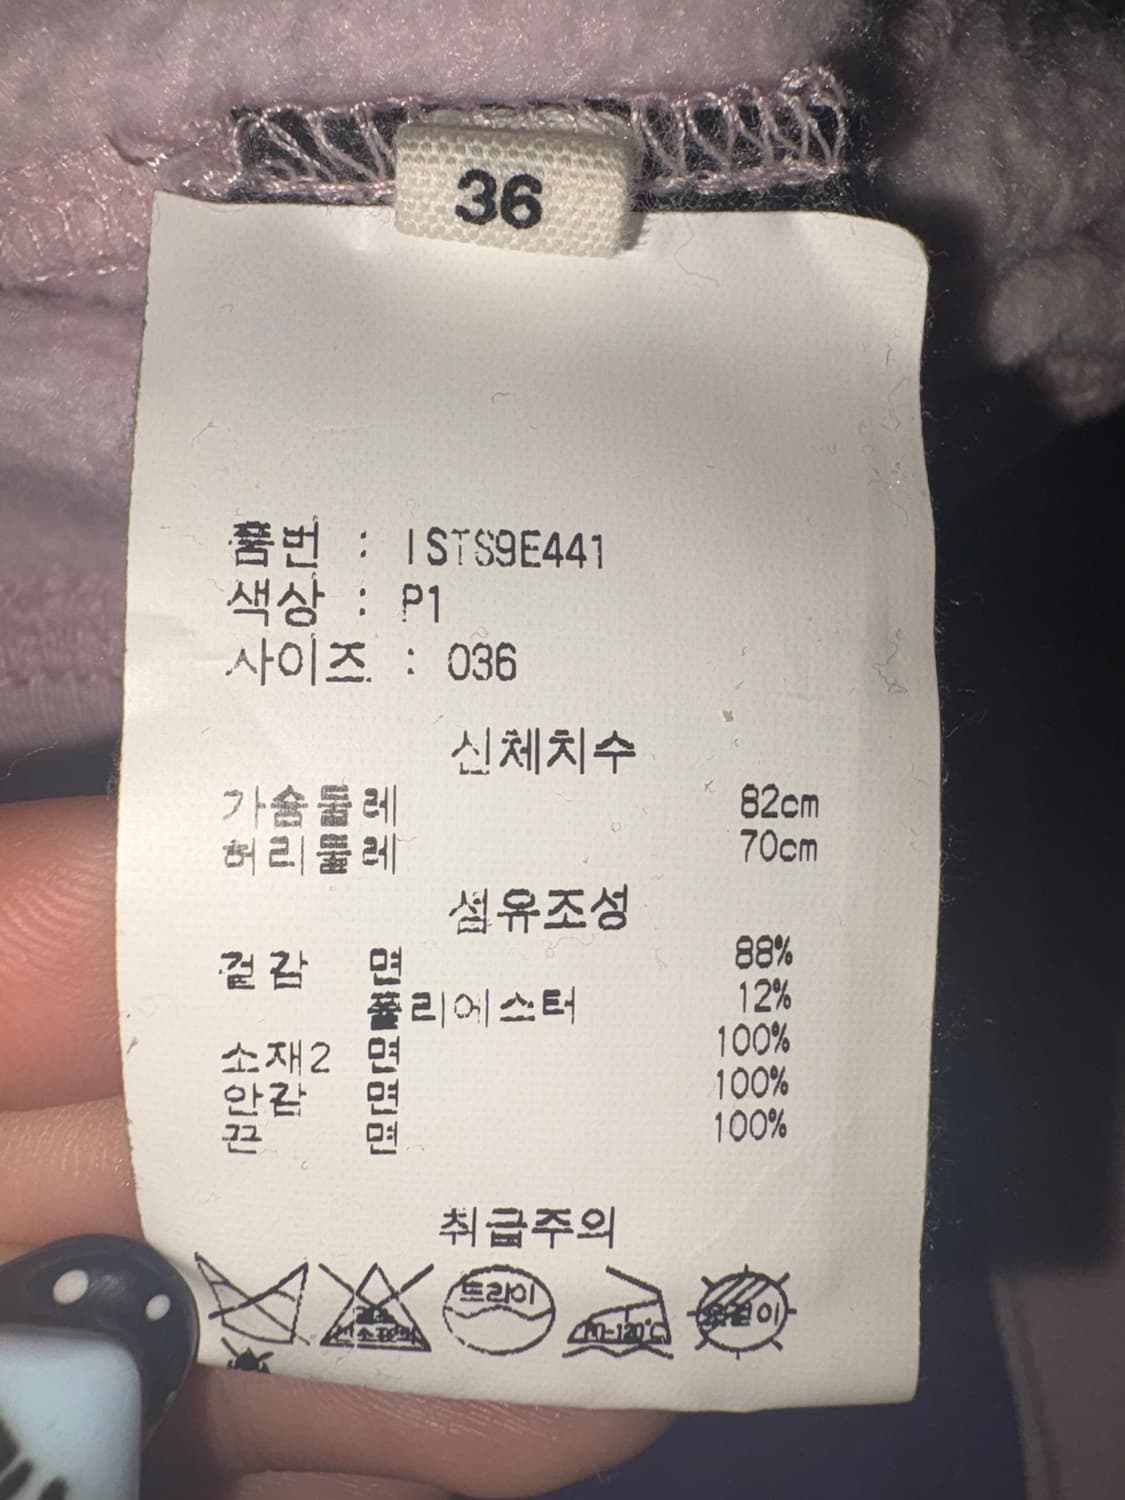 36
품번 : ISTS9E441
색상 : P1
사이즈 : 036
신체치수
가슴둘레 82cm
허리둘레 70cm
섬유조성
겉감 면 88%
폴리에스터 12%
소재2 면 100%
안감 면 100%
끈 면 100%
취급주의
드라이
옷걸이